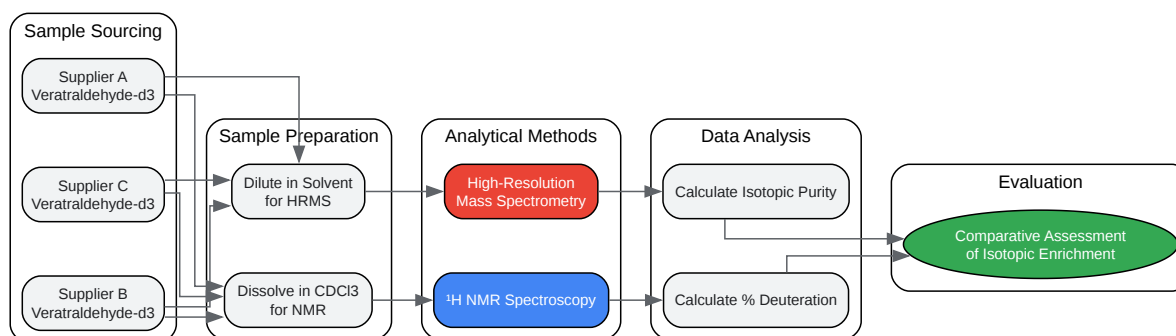 Sample Sourcing
Supplier A
Veratraldehyde-d3
Supplier C
Veratraldehyde-d3
Supplier B
Veratraldehyde-d3
Sample Preparation
Dilute in Solvent
for HRMS
Dissolve in CDCl3
for NMR
Analytical Methods
High-Resolution
Mass Spectrometry
¹H NMR Spectroscopy
Data Analysis
Calculate Isotopic Purity
Calculate % Deuteration
Evaluation
Comparative Assessment
of Isotopic Enrichment